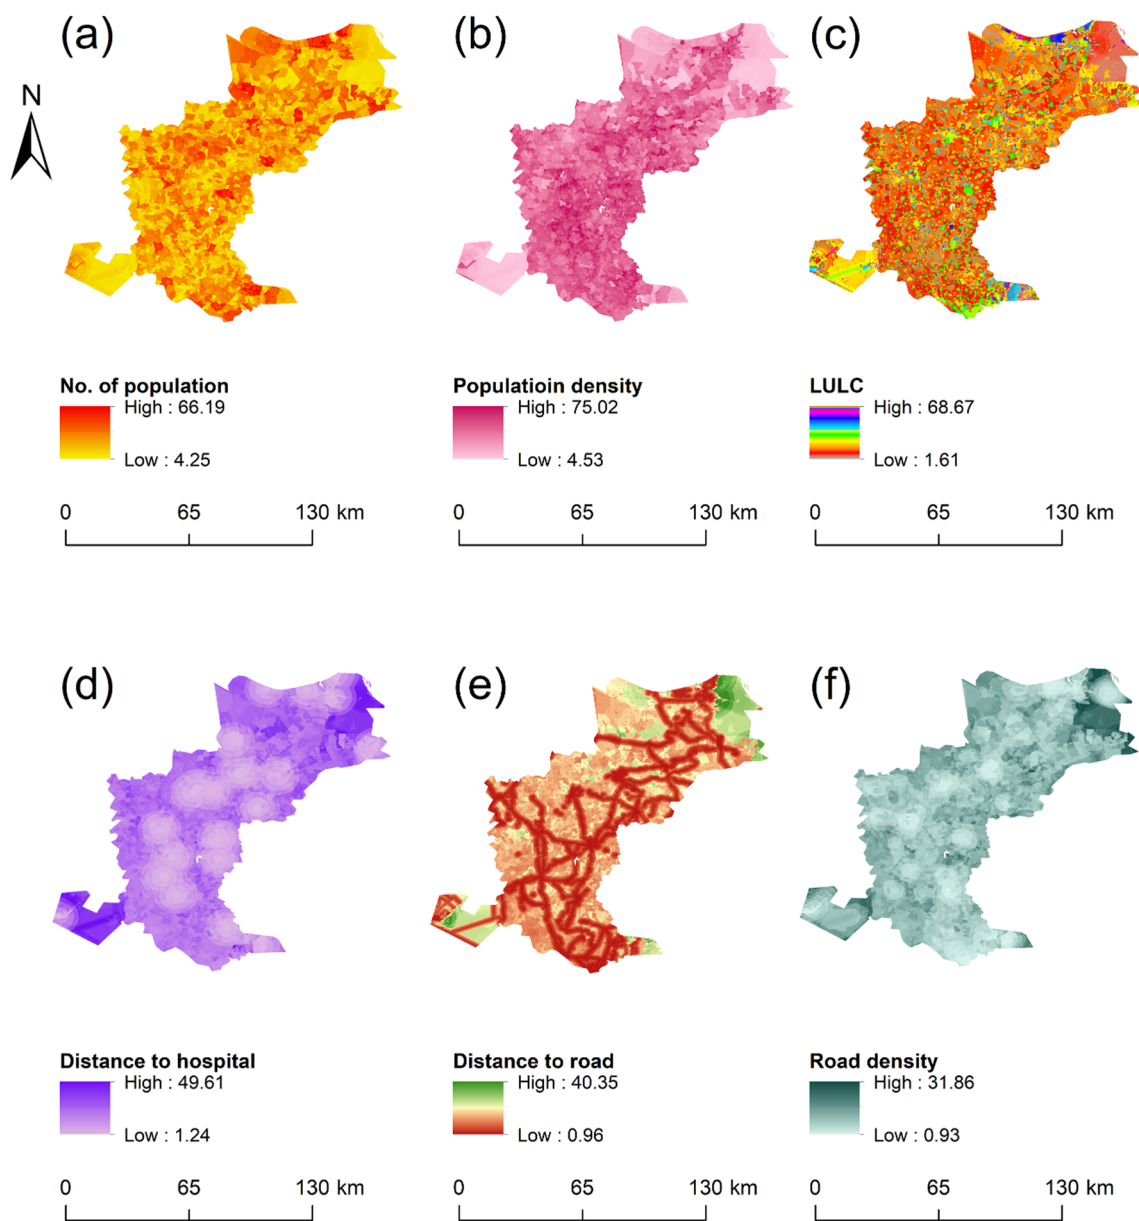 (a)
(b)
(c)
N
No. of population
High : 66.19
Low : 4.25
Populatioin density
High : 75.02
Low : 4.53
LULC
High : 68.67
Low : 1.61
0 65 130 km
0 65 130 km
0 65 130 km
(d)
(e)
(f)
Distance to hospital
High : 49.61
Low : 1.24
Distance to road
High : 40.35
Low : 0.96
Road density
High : 31.86
Low : 0.93
0 65 130 km
0 65 130 km
0 65 130 km